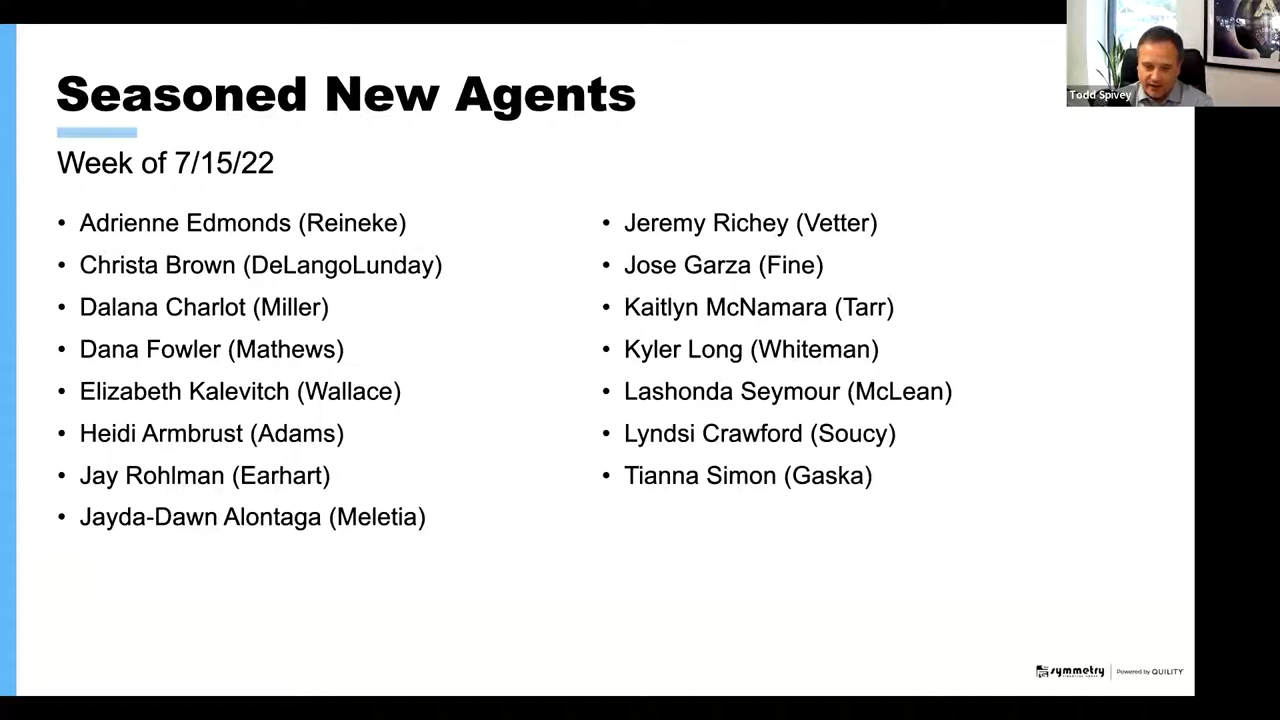 Seasoned New Agents
Week of 7/15/22
• Adrienne Edmonds (Reineke)
• Christa Brown (DeLangoLunday)
• Dalana Charlot (Miller)
• Dana Fowler (Mathews)
• Elizabeth Kalevitch (Wallace)
• Heidi Armbrust (Adams)
• Jay Rohlman (Earhart)
• Jayda-Dawn Alontaga (Meletia)
• Jeremy Richey (Vetter)
• Jose Garza (Fine)
• Kaitlyn McNamara (Tarr)
• Kyler Long (Whiteman)
• Lashonda Seymour (McLean)
• Lyndsi Crawford (Soucy)
• Tianna Simon (Gaska)
Todd Spivey
symmetry
Powered by QUILITY